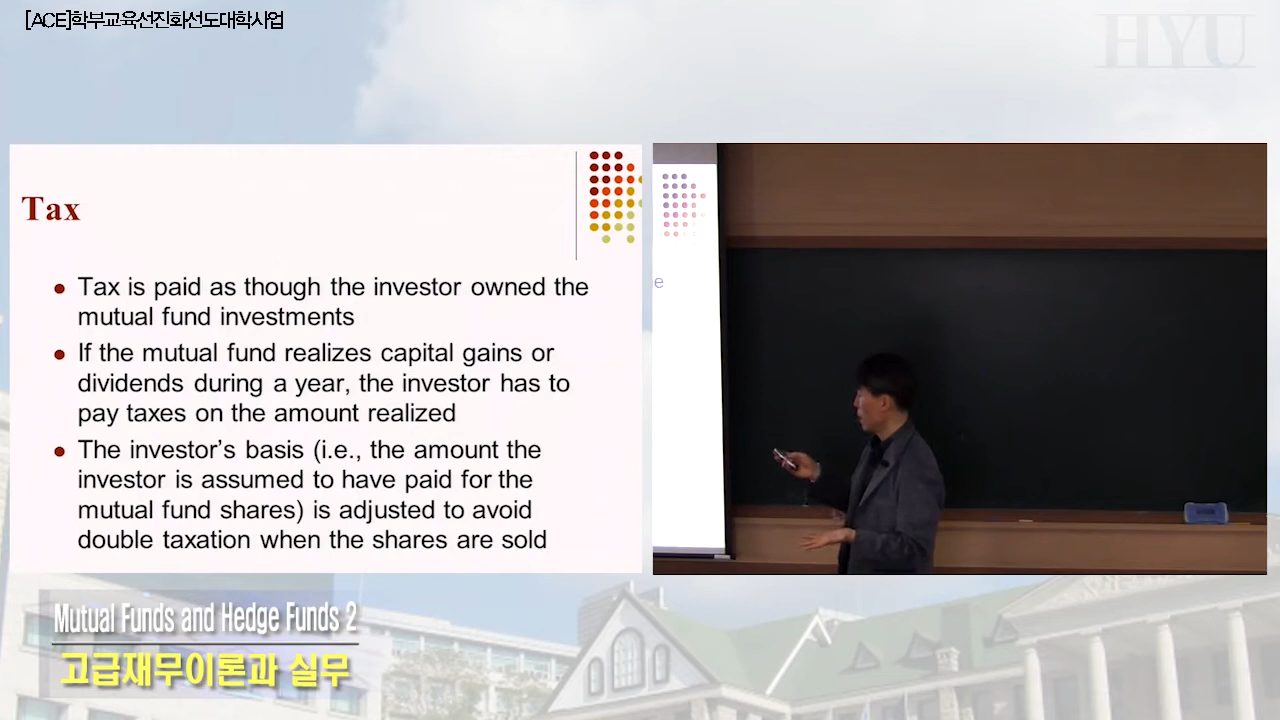 [ACE]학부교육선진화선도대학사업
HYU
Tax
Tax is paid as though the investor owned the
mutual fund investments
If the mutual fund realizes capital gains or
dividends during a year, the investor has to
pay taxes on the amount realized
The investor’s basis (i.e., the amount the
investor is assumed to have paid for the
mutual fund shares) is adjusted to avoid
double taxation when the shares are sold
e
Mutual Funds and Hedge Funds 2
고급재무이론과 실무